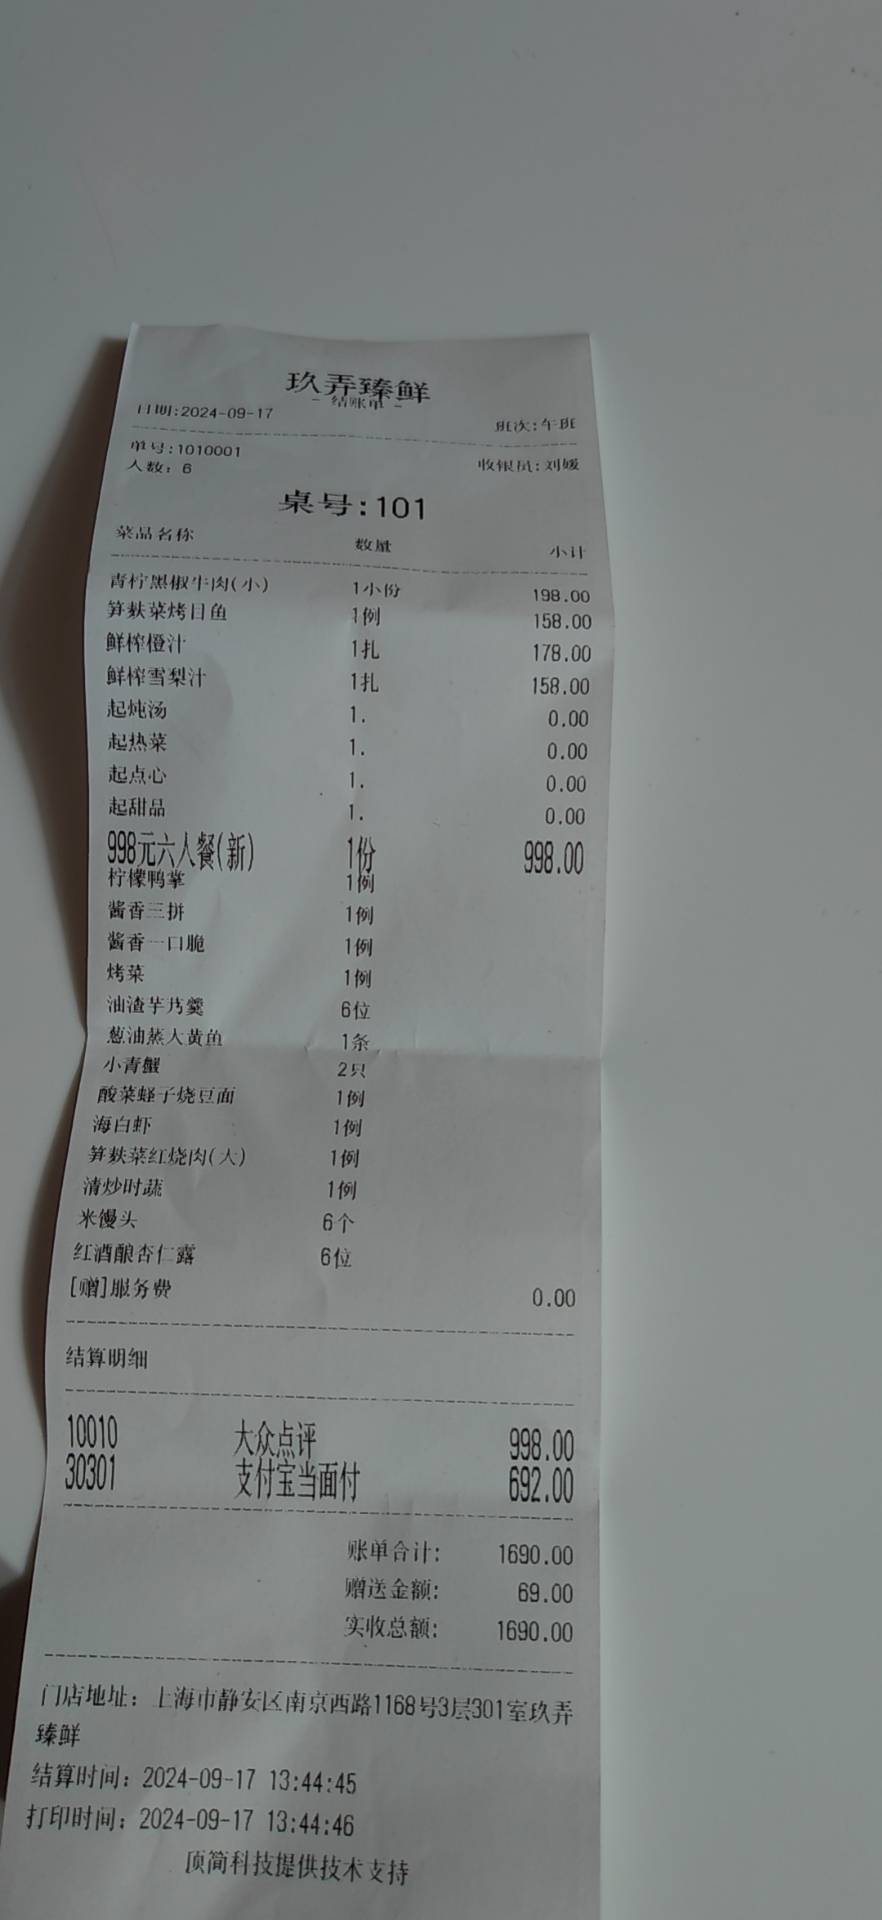 玖弄臻鲜
- 结账单 -
日期:2024-09-17 班次:午班
单号:1010001
人数: 6 收银员:刘媛
桌号:101
菜品名称 数量 小计
青柠黑椒牛肉(小) 1小份 198.00
笋麸菜烤目鱼 1例 158.00
鲜榨橙汁 1扎 178.00
鲜榨雪梨汁 1扎 158.00
起炖汤 1. 0.00
起热菜 1. 0.00
起点心 1. 0.00
起甜品 1. 0.00
998元六人餐(新) 1份 998.00
柠檬鸭掌 1例
酱香三拼 1例
酱香一口脆 1例
烤菜 1例
油渣芋艿羹 6位
葱油蒸大黄鱼 1条
小青蟹 2只
酸菜蛏子烧豆面 1例
海白虾 1例
笋麸菜红烧肉(大) 1例
清炒时蔬 1例
米馒头 6个
红酒酿杏仁露 6位
[赠]服务费 0.00
结算明细
10010 大众点评 998.00
30301 支付宝当面付 692.00
账单合计: 1690.00
赠送金额: 69.00
实收总额: 1690.00
门店地址: 上海市静安区南京西路1168号3层301室玖弄
臻鲜
结算时间: 2024-09-17 13:44:45
打印时间: 2024-09-17 13:44:46
顶简科技提供技术支持